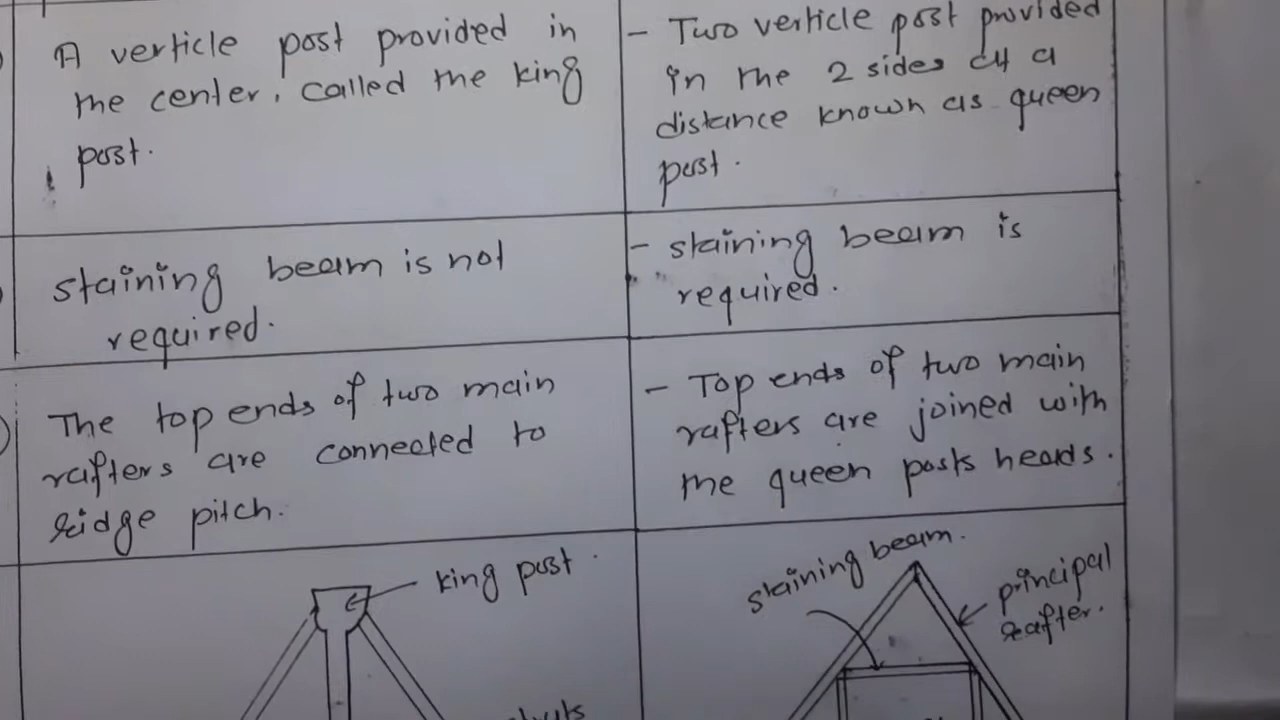 A verticle post provided in
the center, called the king
post.
- Two verticle post provided
in the 2 sides at a
distance known as queen
post.
staining beam is not
required.
- staining beam is
required.
The top ends of two main
rafters are connected to
ridge pitch.
- Top ends of two main
rafters are joined with
the queen posts heads.
king post
staining beam.
principal
rafter.